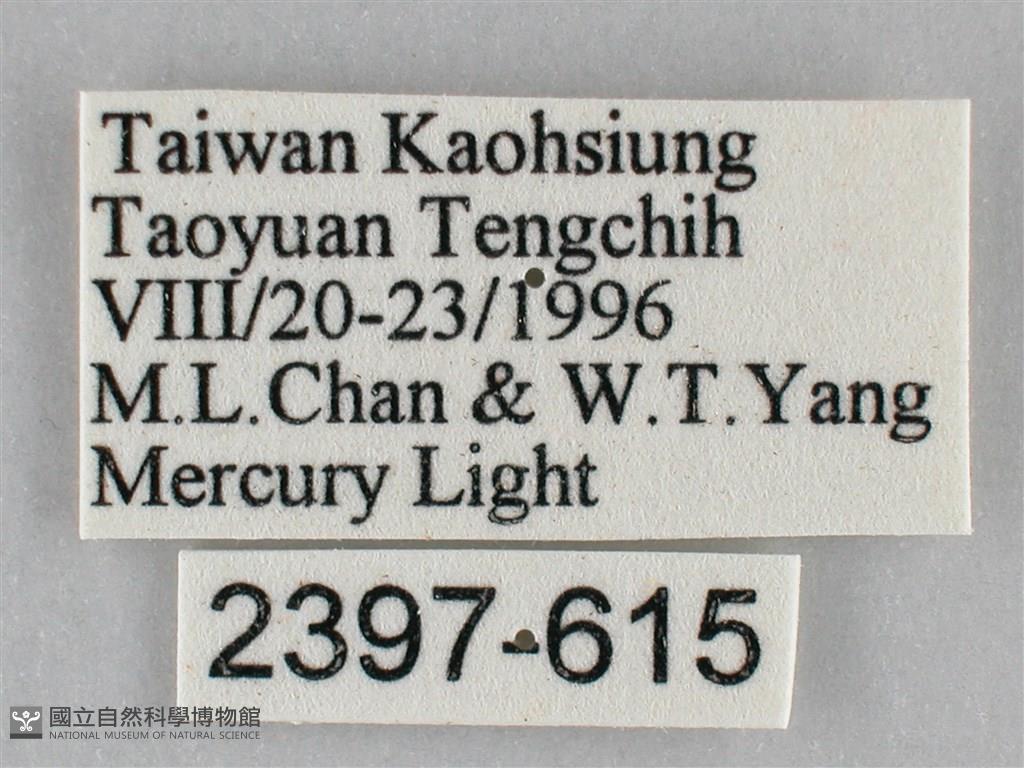 Taiwan Kaohsiung
Taoyuan Tengchih
VIII/20-23/1996
M.L.Chan & W.T.Yang
Mercury Light
2397-615
國立自然科學博物館
NATIONAL MUSEUM OF NATURAL SCIENCE